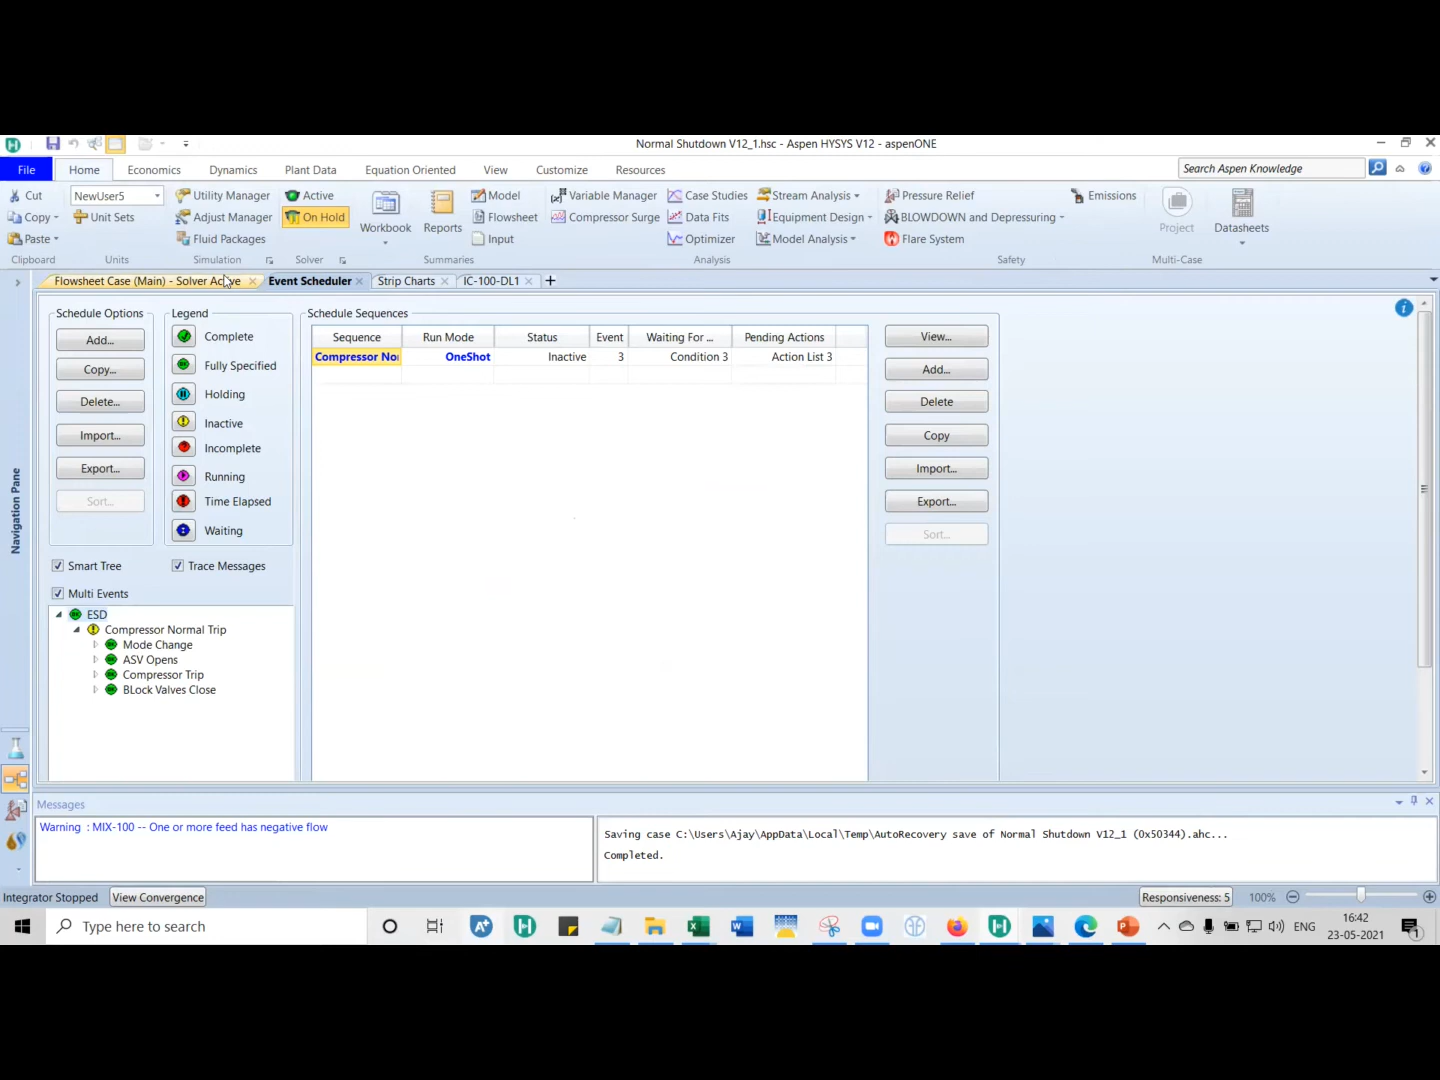 Normal Shutdown V12_1.hsc - Aspen HYSYS V12 - aspenONE
File Home Economics Dynamics Plant Data Equation Oriented View Customize Resources Search Aspen Knowledge
Cut NewUser5 Utility Manager Active Model Variable Manager Case Studies Stream Analysis Pressure Relief Emissions
Copy Unit Sets Adjust Manager On Hold Workbook Reports Flowsheet Compressor Surge Data Fits Equipment Design BLOWDOWN and Depressuring Project Datasheets
Paste Fluid Packages Input Optimizer Model Analysis Flare System
Clipboard Units Simulation Solver Summaries Analysis Safety Multi-Case
Flowsheet Case (Main) - Solver Active Event Scheduler Strip Charts IC-100-DL1
Schedule Options Legend Schedule Sequences
Add... Complete Sequence Run Mode Status Event Waiting For ... Pending Actions View...
Copy... Fully Specified Compressor Nor OneShot Inactive 3 Condition 3 Action List 3 Add...
Delete... Holding Delete
Import... Inactive Copy
Incomplete
Export... Running Import...
Sort... Time Elapsed Export...
Waiting Sort...
Smart Tree Trace Messages
Multi Events
ESD
Compressor Normal Trip
Mode Change
ASV Opens
Compressor Trip
BLock Valves Close
Navigation Pane
Messages
Warning : MIX-100 -- One or more feed has negative flow
Saving case C:\Users\Ajay\AppData\Local\Temp\AutoRecovery save of Normal Shutdown V12_1 (0x50344).ahc...
Completed.
Integrator Stopped View Convergence Responsiveness: 5 100%
Type here to search ENG 16:42
23-05-2021